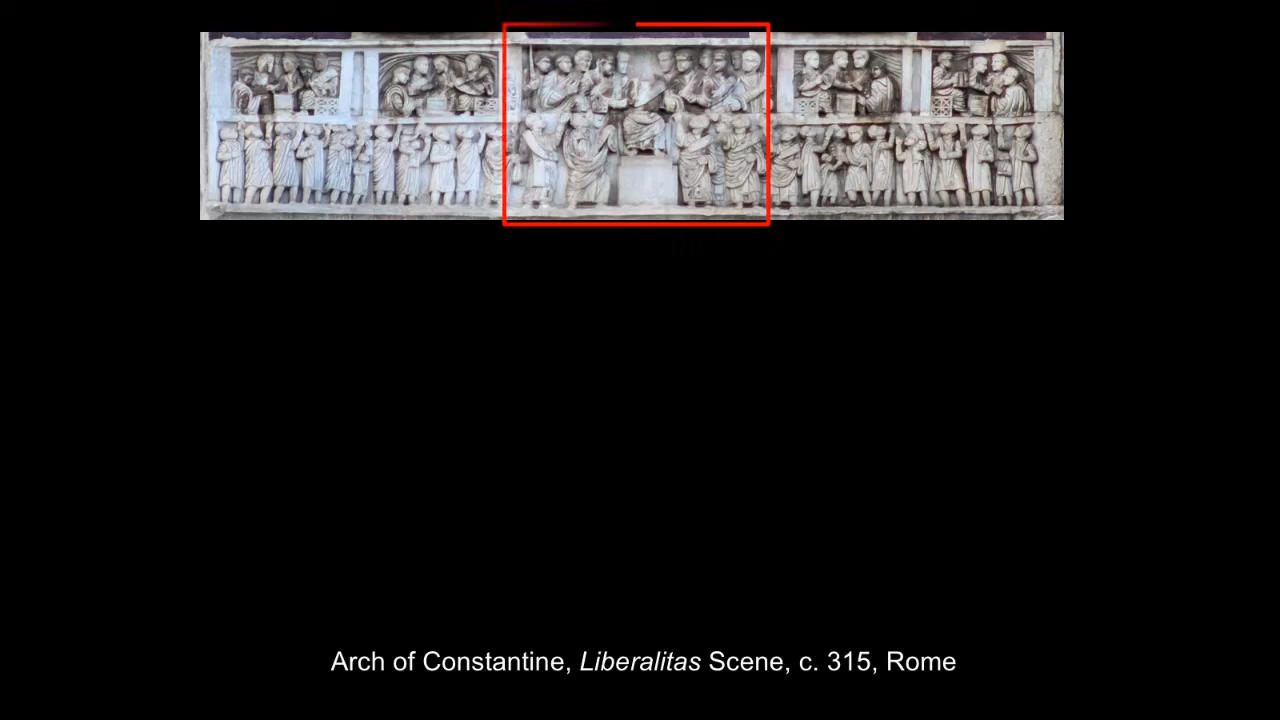 Arch of Constantine, Liberalitas Scene, c. 315, Rome